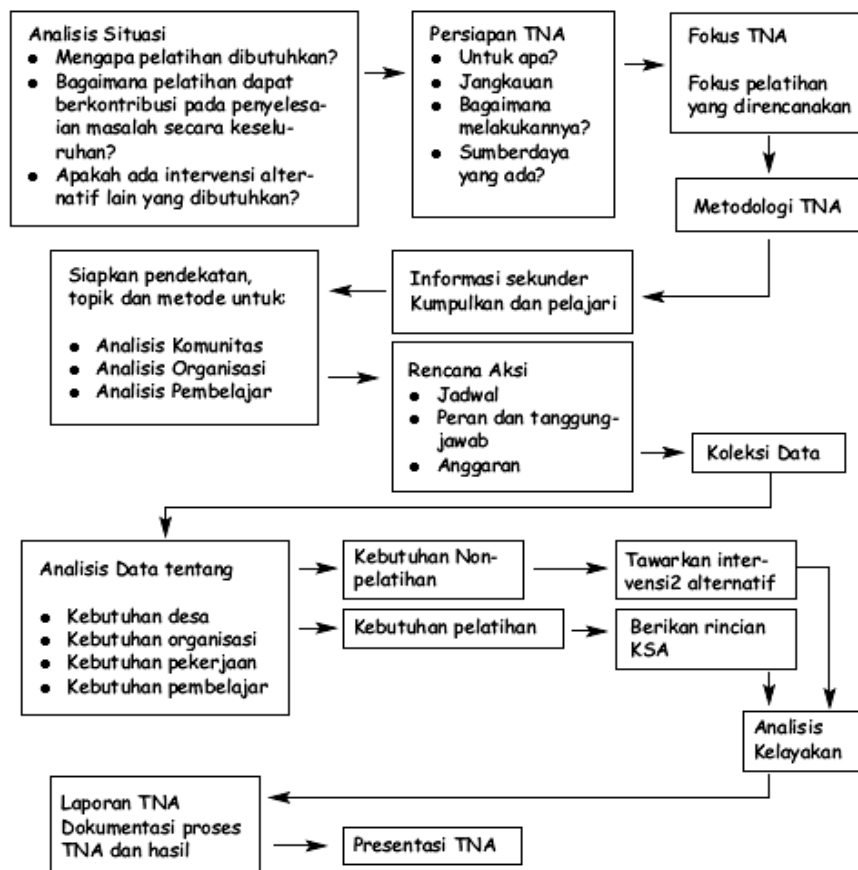 Analisis Situasi
● Mengapa pelatihan dibutuhkan?
● Bagaimana pelatihan dapat
berkontribusi pada penyelesa-
ian masalah secara keselu-
ruhan?
● Apakah ada intervensi alter-
natif lain yang dibutuhkan?
Persiapan TNA
● Untuk apa?
● Jangkauan
● Bagaimana
melakukannya?
● Sumberdaya
yang ada?
Fokus TNA
Fokus pelatihan
yang direncanakan
Metodologi TNA
Informasi sekunder
Kumpulkan dan pelajari
Siapkan pendekatan,
topik dan metode untuk:
● Analisis Komunitas
● Analisis Organisasi
● Analisis Pembelajar
Rencana Aksi
● Jadwal
● Peran dan tanggung-
jawab
● Anggaran
Koleksi Data
Analisis Data tentang
● Kebutuhan desa
● Kebutuhan organisasi
● Kebutuhan pekerjaan
● Kebutuhan pembelajar
Kebutuhan Non-
pelatihan
Tawarkan inter-
vensi2 alternatif
Kebutuhan pelatihan
Berikan rincian
KSA
Analisis
Kelayakan
Laporan TNA
Dokumentasi proses
TNA dan hasil
Presentasi TNA